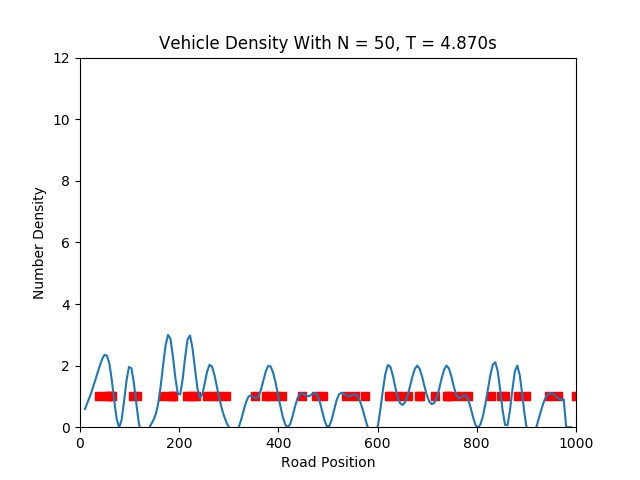 Vehicle Density With N = 50, T = 4.870s
12
10
8
6
4
2
0
Number Density
0 200 400 600 800 1000
Road Position